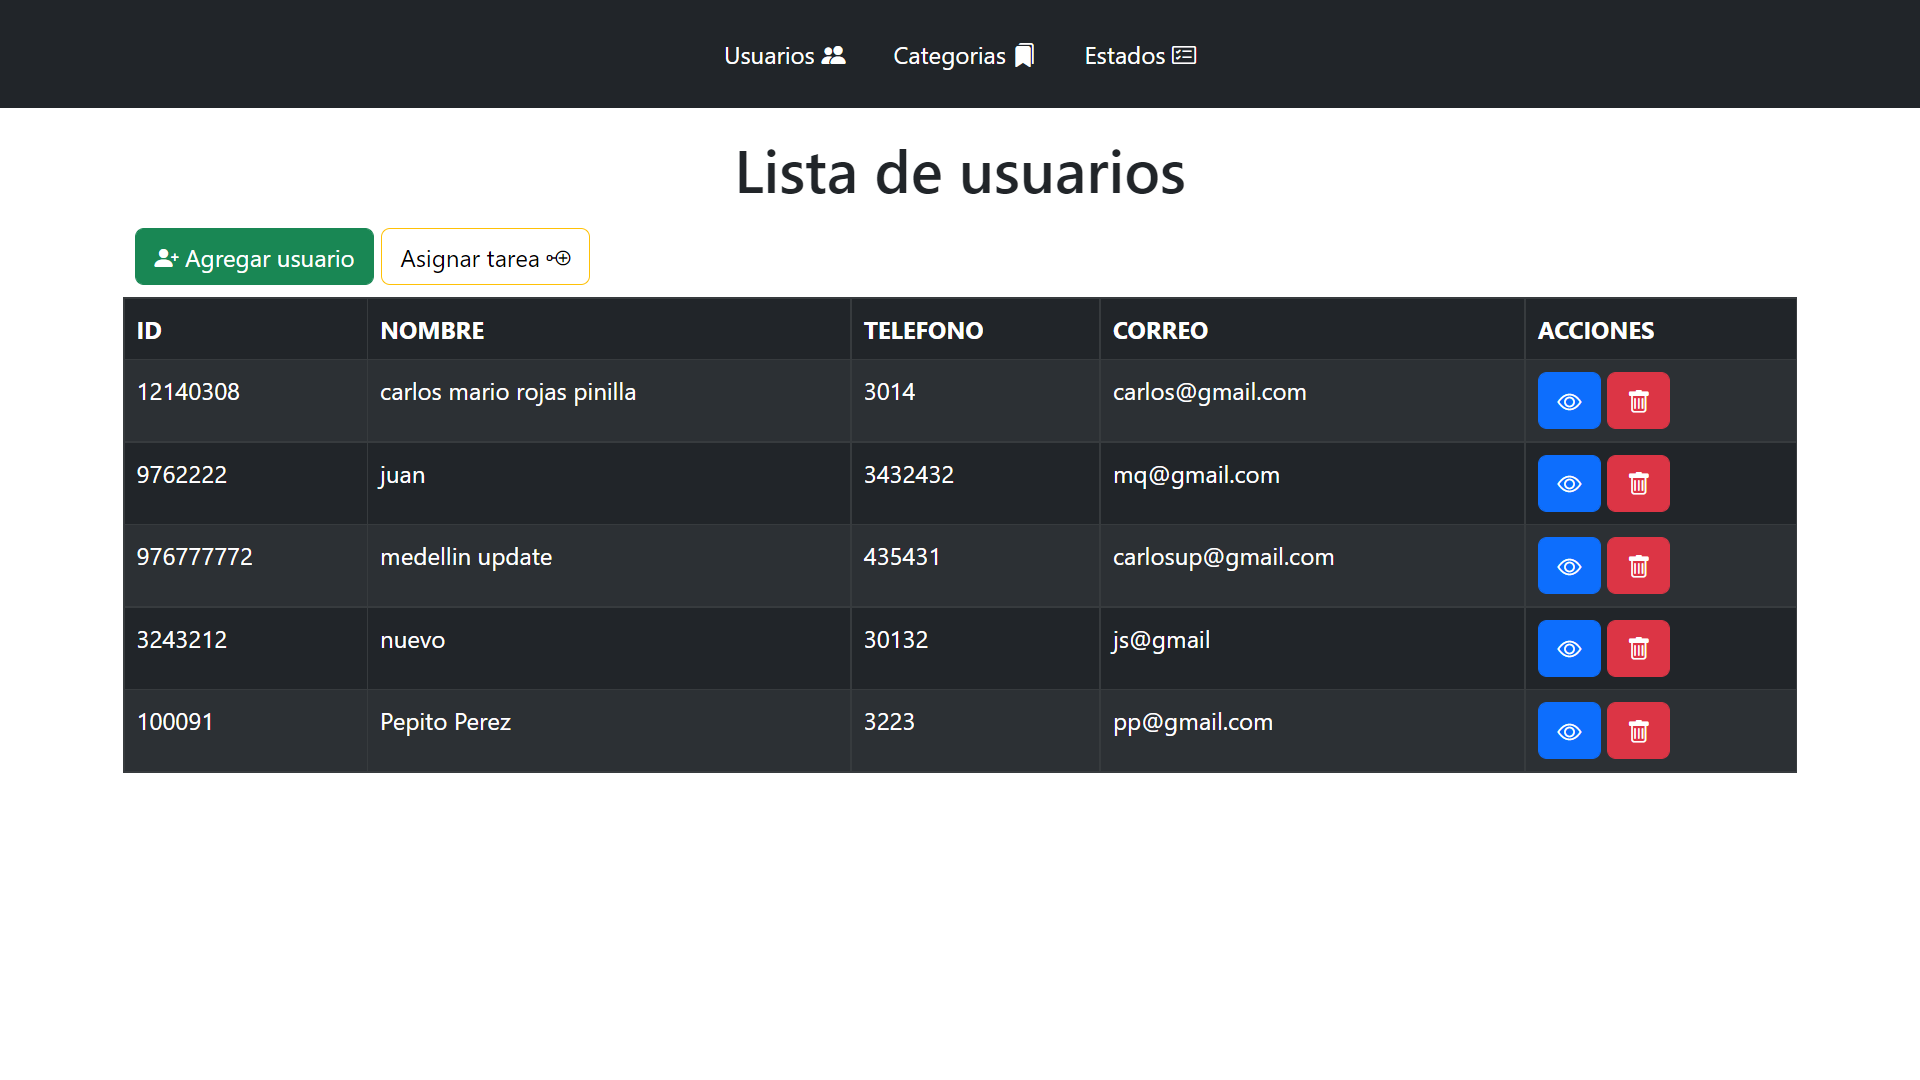 Usuarios Categorias Estados
Lista de usuarios
Agregar usuario Asignar tarea
ID NOMBRE TELEFONO CORREO ACCIONES
12140308 carlos mario rojas pinilla 3014 carlos@gmail.com
9762222 juan 3432432 mq@gmail.com
976777772 medellin update 435431 carlosup@gmail.com
3243212 nuevo 30132 js@gmail
100091 Pepito Perez 3223 pp@gmail.com